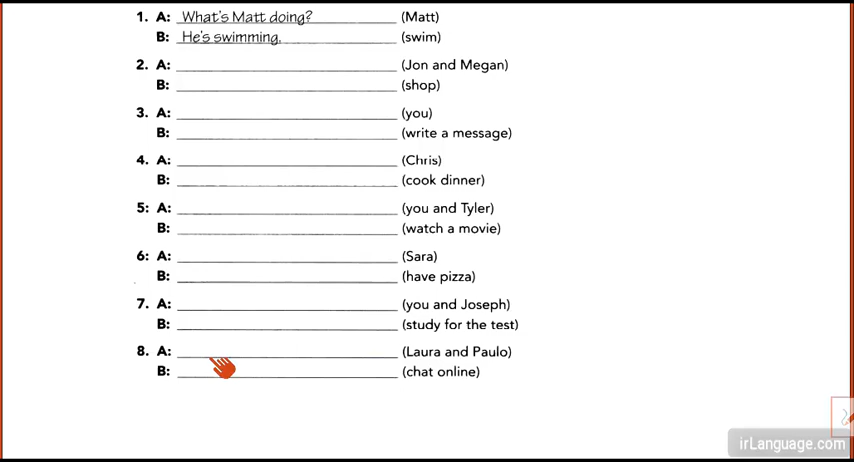 1. A: What's Matt doing? (Matt)
B: He's swimming. (swim)
2. A: (Jon and Megan)
B: (shop)
3. A: (you)
B: (write a message)
4. A: (Chris)
B: (cook dinner)
5: A: (you and Tyler)
B: (watch a movie)
6: A: (Sara)
B: (have pizza)
7. A: (you and Joseph)
B: (study for the test)
8. A: (Laura and Paulo)
B: (chat online)
irLanguage.com